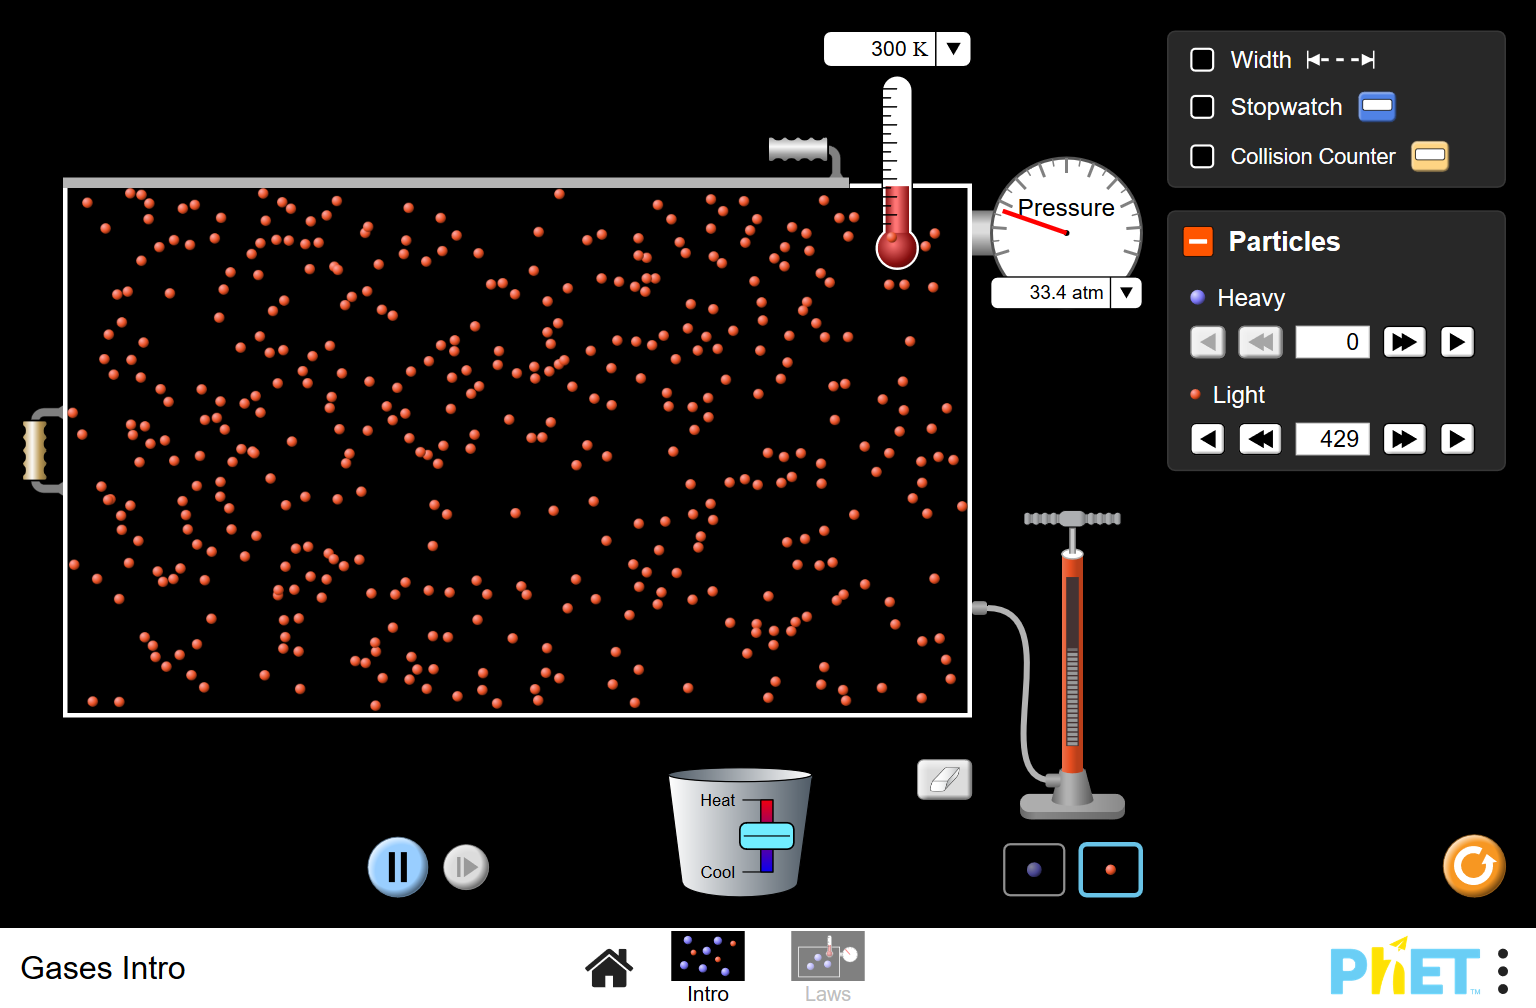 300 K
Width
Stopwatch
Collision Counter
Pressure
33.4 atm
Particles
Heavy
0
Light
429
Heat
Cool
Gases Intro
Intro
Laws
PhET
TM